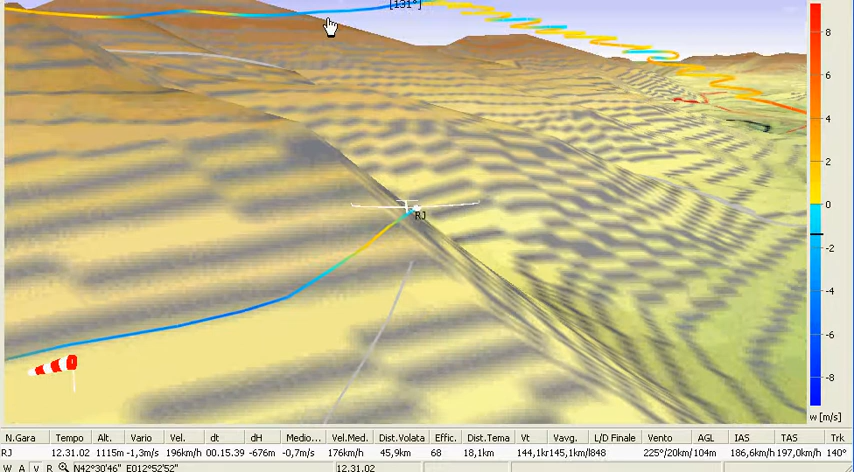 [131°]
8
6
4
2
0
-2
-4
-6
-8
w [m/s]
RJ
N.Gara Tempo Alt. Vario Vel. dt dH Medio... Vel.Med. Dist.Volata Effic. Dist.Tema Vt Vavg. L/D Finale Vento AGL IAS TAS Trk
RJ 12.31.02 1115m -1,3m/s 196km/h 00.15.39 -676m -0,7m/s 176km/h 45,9km 68 18,1km 144,1kr 145,1km/l 848 225°/20km/h 104m 186,6km/h 197,0km/h 140°
W A V R N42°30'46" E012°52'52" 12.31.02